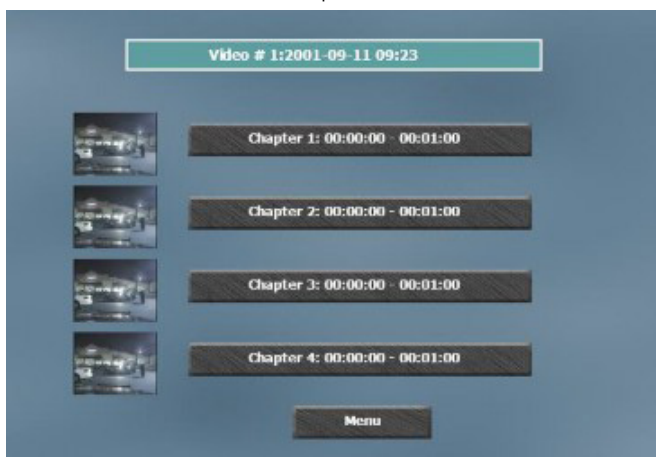 Video # 1:2001-09-11 09:23
Chapter 1: 00:00:00 - 00:01:00
Chapter 2: 00:00:00 - 00:01:00
Chapter 3: 00:00:00 - 00:01:00
Chapter 4: 00:00:00 - 00:01:00
Menu